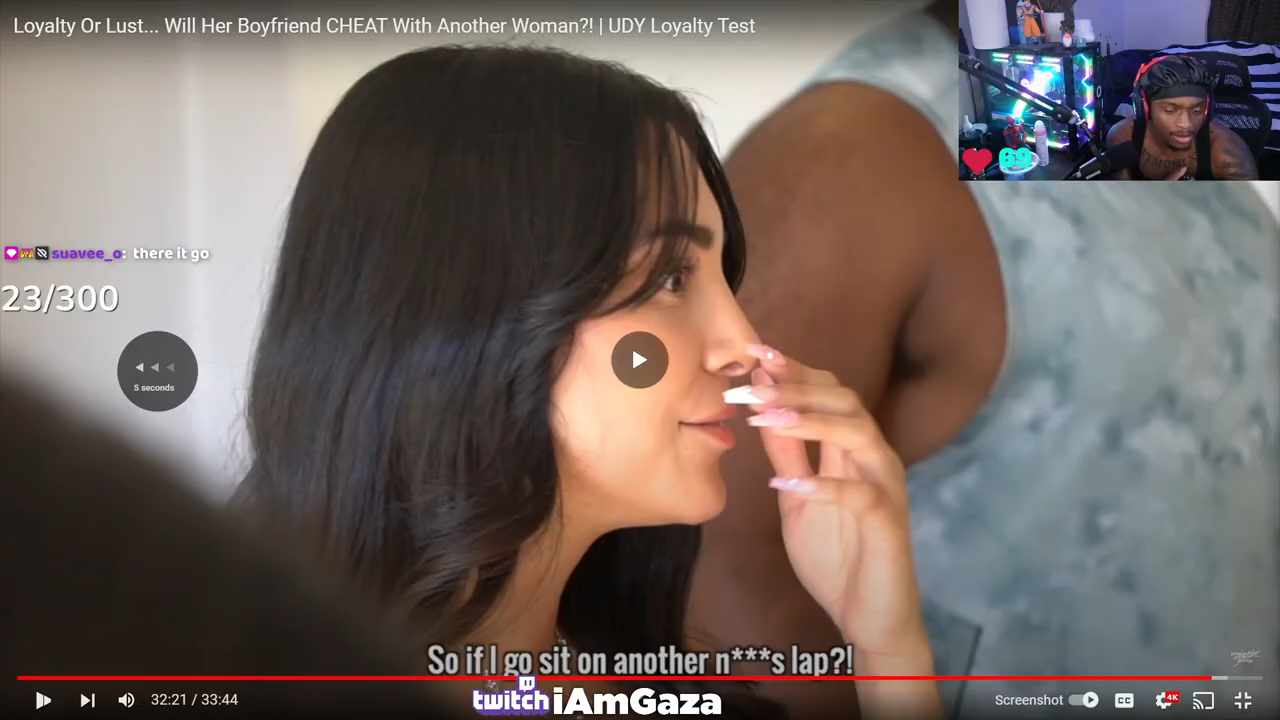 Loyalty Or Lust... Will Her Boyfriend CHEAT With Another Woman?! | UDY Loyalty Test
69
suavee_o: there it go
23/300
5 seconds
So if I go sit on another n***s lap?!
32:21 / 33:44
Screenshot
CC
4K
twitch iAmGaza